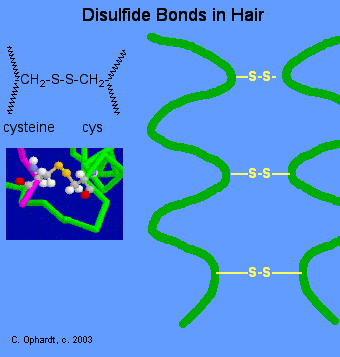 Disulfide Bonds in Hair
-CH2-S-S-CH2-
cysteine cys
-S-S-
-S-S-
-S-S-
C. Ophardt, c. 2003